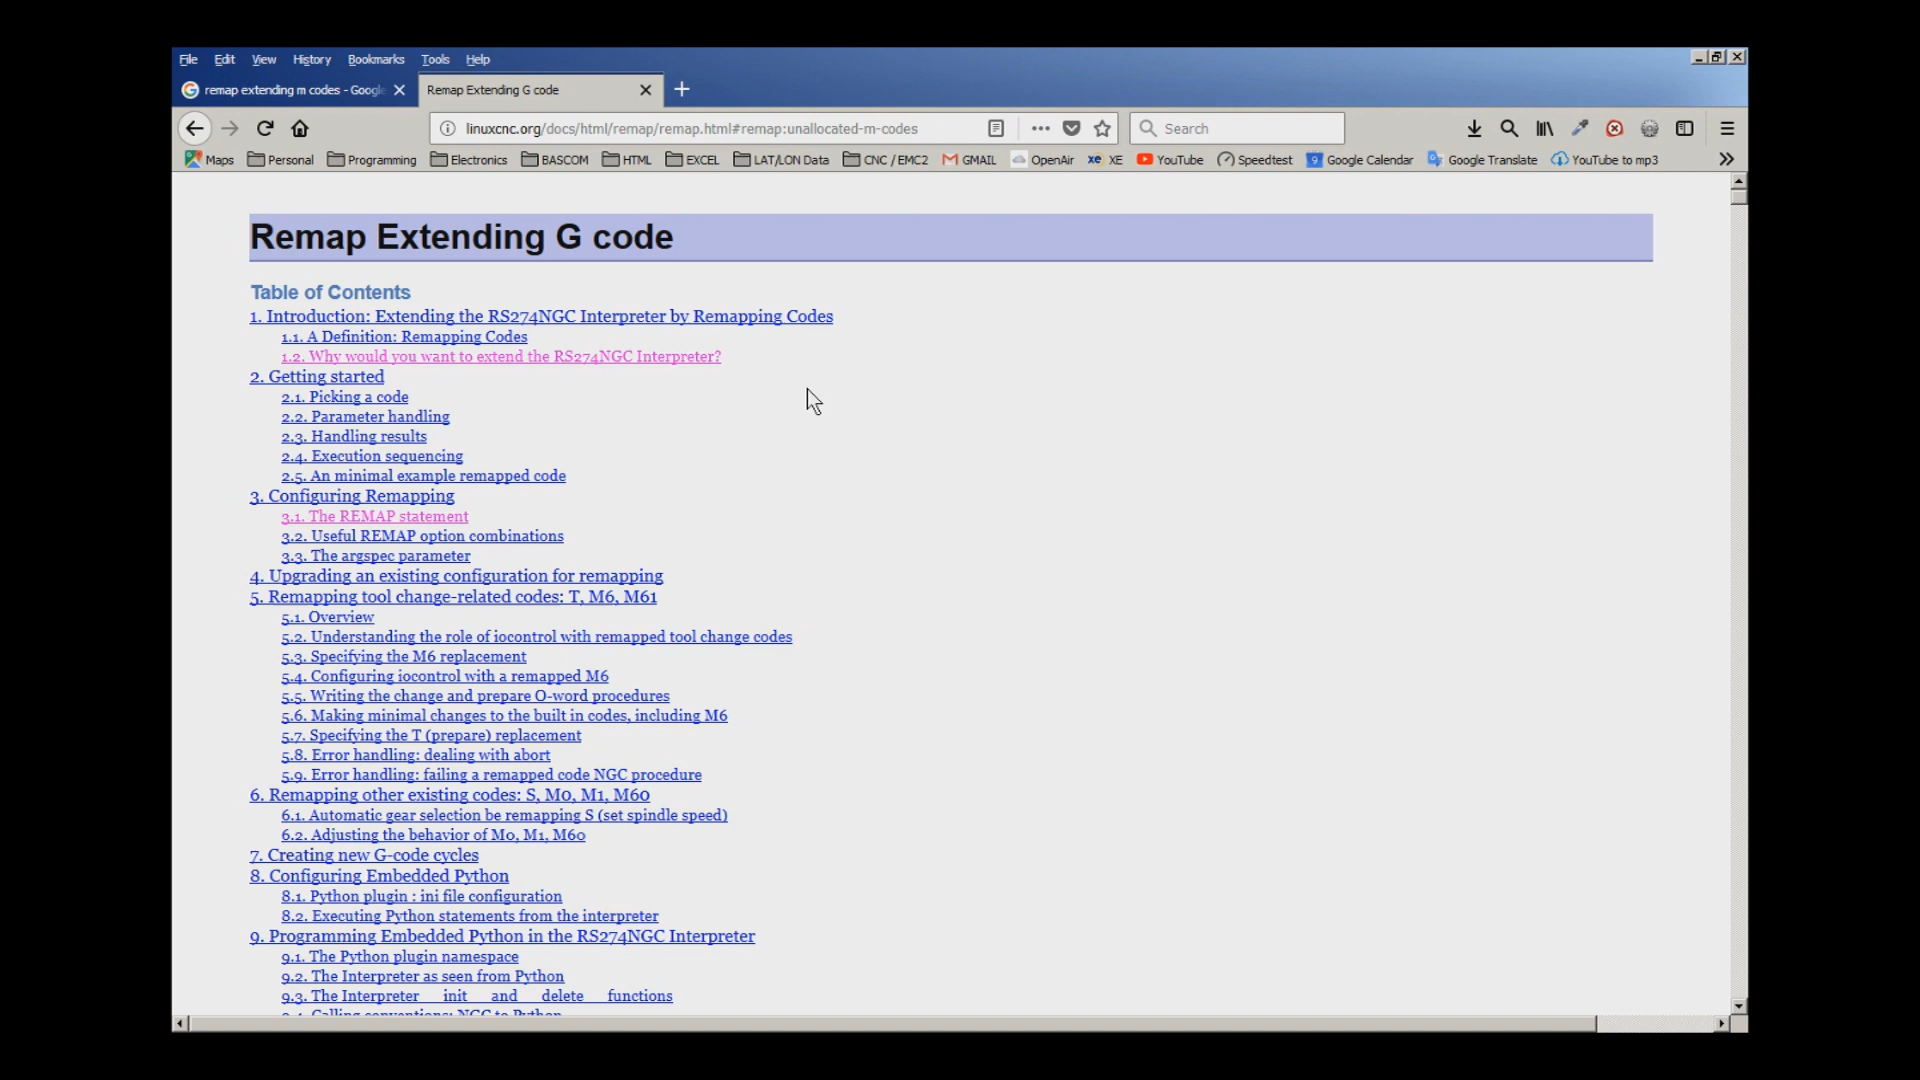 File Edit View History Bookmarks Tools Help
remap extending m codes - Google
Remap Extending G code
linuxcnc.org/docs/html/remap/remap.html#remap:unallocated-m-codes
Search
Maps Personal Programming Electronics BASCOM HTML EXCEL LAT/LON Data CNC / EMC2 GMAIL OpenAir XE YouTube Speedtest Google Calendar Google Translate YouTube to mp3
Remap Extending G code
Table of Contents
1. Introduction: Extending the RS274NGC Interpreter by Remapping Codes
1.1. A Definition: Remapping Codes
1.2. Why would you want to extend the RS274NGC Interpreter?
2. Getting started
2.1. Picking a code
2.2. Parameter handling
2.3. Handling results
2.4. Execution sequencing
2.5. An minimal example remapped code
3. Configuring Remapping
3.1. The REMAP statement
3.2. Useful REMAP option combinations
3.3. The argspec parameter
4. Upgrading an existing configuration for remapping
5. Remapping tool change-related codes: T, M6, M61
5.1. Overview
5.2. Understanding the role of iocontrol with remapped tool change codes
5.3. Specifying the M6 replacement
5.4. Configuring iocontrol with a remapped M6
5.5. Writing the change and prepare O-word procedures
5.6. Making minimal changes to the built in codes, including M6
5.7. Specifying the T (prepare) replacement
5.8. Error handling: dealing with abort
5.9. Error handling: failing a remapped code NGC procedure
6. Remapping other existing codes: S, M0, M1, M60
6.1. Automatic gear selection be remapping S (set spindle speed)
6.2. Adjusting the behavior of M0, M1, M60
7. Creating new G-code cycles
8. Configuring Embedded Python
8.1. Python plugin : ini file configuration
8.2. Executing Python statements from the interpreter
9. Programming Embedded Python in the RS274NGC Interpreter
9.1. The Python plugin namespace
9.2. The Interpreter as seen from Python
9.3. The Interpreter init and delete functions
9.4. Calling conventions: NGC to Python